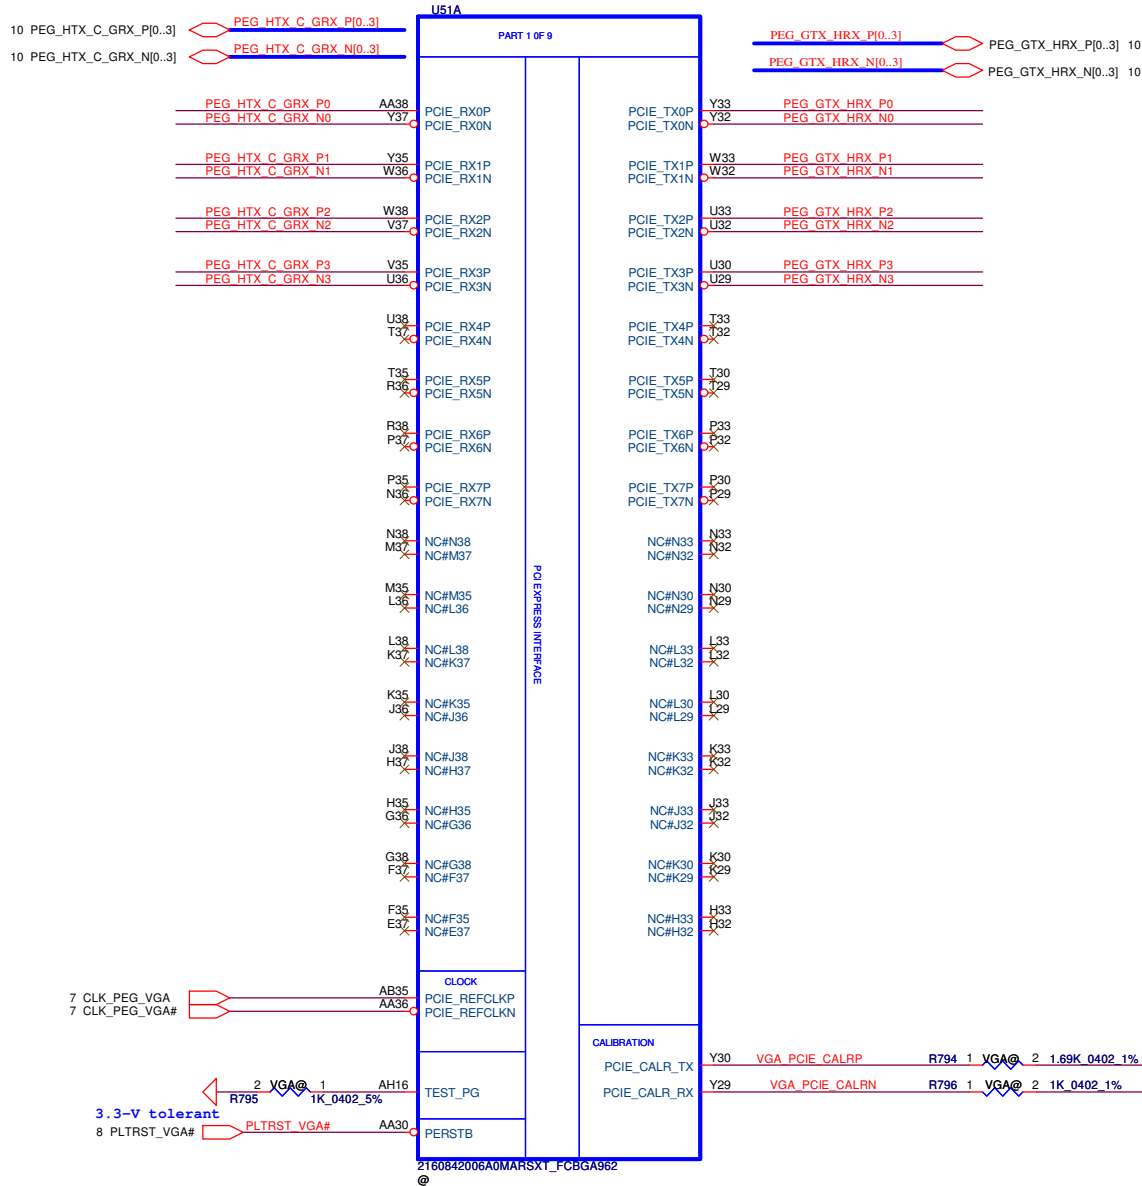 U51A
PART 1 0F 9
10 PEG_HTX_C_GRX_P[0..3] PEG_HTX_C_GRX_P[0..3]
10 PEG_HTX_C_GRX_N[0..3] PEG_HTX_C_GRX_N[0..3]
PEG_GTX_HRX_P[0..3] PEG_GTX_HRX_P[0..3] 10
PEG_GTX_HRX_N[0..3] PEG_GTX_HRX_N[0..3] 10
PEG_HTX_C_GRX_P0 AA38 PCIE_RX0P PCIE_TX0P Y33 PEG_GTX_HRX_P0
PEG_HTX_C_GRX_N0 Y37 PCIE_RX0N PCIE_TX0N Y32 PEG_GTX_HRX_N0
PEG_HTX_C_GRX_P1 Y35 PCIE_RX1P PCIE_TX1P W33 PEG_GTX_HRX_P1
PEG_HTX_C_GRX_N1 W36 PCIE_RX1N PCIE_TX1N W32 PEG_GTX_HRX_N1
PEG_HTX_C_GRX_P2 W38 PCIE_RX2P PCIE_TX2P U33 PEG_GTX_HRX_P2
PEG_HTX_C_GRX_N2 V37 PCIE_RX2N PCIE_TX2N U32 PEG_GTX_HRX_N2
PEG_HTX_C_GRX_P3 V35 PCIE_RX3P PCIE_TX3P U30 PEG_GTX_HRX_P3
PEG_HTX_C_GRX_N3 U36 PCIE_RX3N PCIE_TX3N U29 PEG_GTX_HRX_N3
U38 PCIE_RX4P PCIE_TX4P T33
T37 PCIE_RX4N PCIE_TX4N T32
T35 PCIE_RX5P PCIE_TX5P T30
R36 PCIE_RX5N PCIE_TX5N T29
R38 PCIE_RX6P PCIE_TX6P P33
P37 PCIE_RX6N PCIE_TX6N P32
P35 PCIE_RX7P PCIE_TX7P P30
N36 PCIE_RX7N PCIE_TX7N P29
N38 NC#N38 NC#N33 N33
M37 NC#M37 NC#N32 N32
M35 NC#M35 NC#N30 N30
L36 NC#L36 NC#N29 N29
L38 NC#L38 NC#L33 L33
K37 NC#K37 NC#L32 L32
K35 NC#K35 NC#L30 L30
J36 NC#J36 NC#L29 L29
J38 NC#J38 NC#K33 K33
H37 NC#H37 NC#K32 K32
H35 NC#H35 NC#J33 J33
G36 NC#G36 NC#J32 J32
G38 NC#G38 NC#K30 K30
F37 NC#F37 NC#K29 K29
F35 NC#F35 NC#H33 H33
E37 NC#E37 NC#H32 H32
PCI EXPRESS INTERFACE
CLOCK
7 CLK_PEG_VGA AB35 PCIE_REFCLKP
7 CLK_PEG_VGA# AA36 PCIE_REFCLKN
CALIBRATION
PCIE_CALR_TX Y30 VGA_PCIE_CALRP R794 1 VGA@ 2 1.69K_0402_1%
PCIE_CALR_RX Y29 VGA_PCIE_CALRN R796 1 VGA@ 2 1K_0402_1%
2 VGA@ 1 AH16 TEST_PG
R795 1K_0402_5%
3.3-V tolerant
8 PLTRST_VGA# PLTRST_VGA# AA30 PERSTB
2160842006A0MARSXT_FCBGA962
@